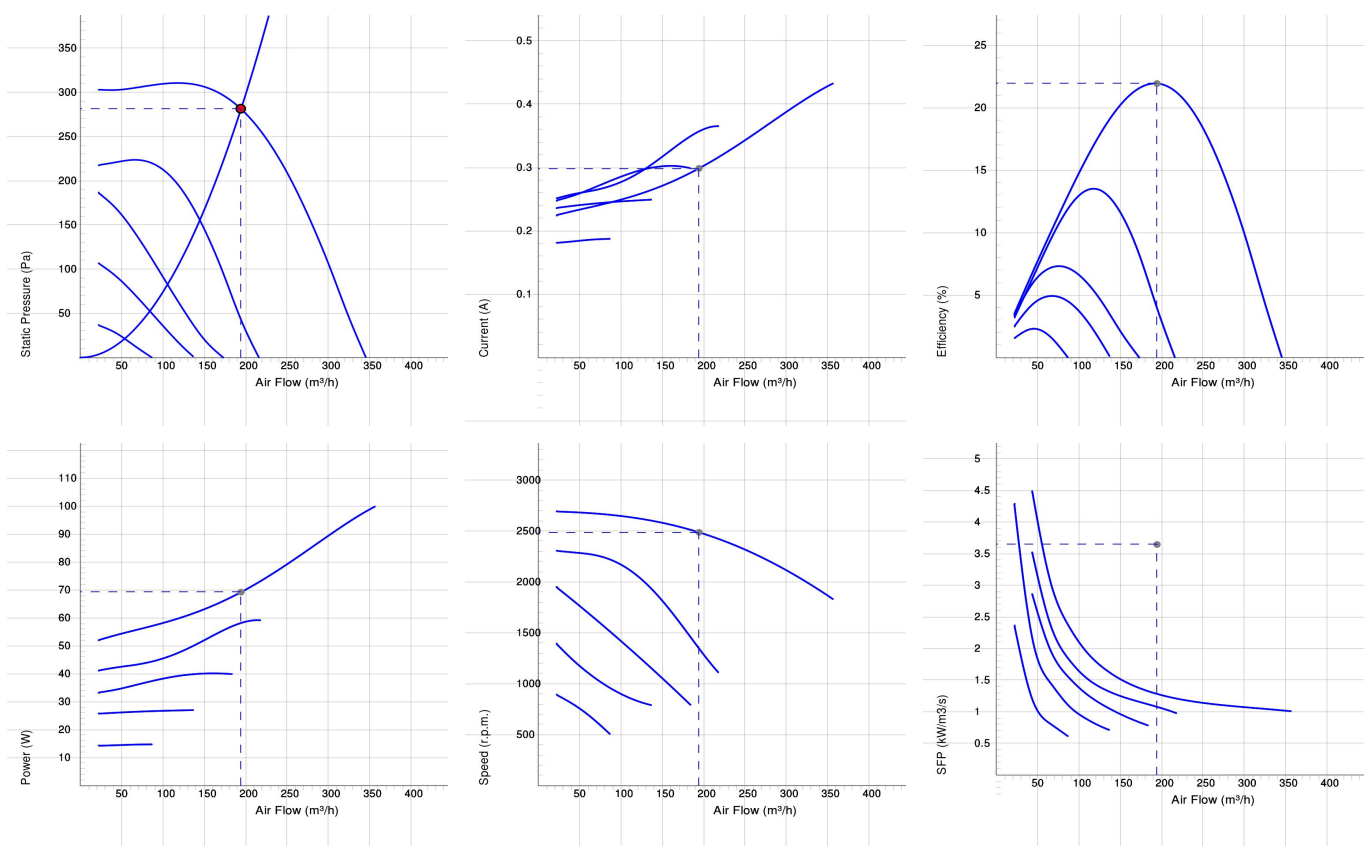 350
300
250
200
150
100
50
Static Pressure (Pa)
50 100 150 200 250 300 350 400
Air Flow (m³/h)
0.5
0.4
0.3
0.2
0.1
Current (A)
50 100 150 200 250 300 350 400
Air Flow (m³/h)
25
20
15
10
5
Efficiency (%)
50 100 150 200 250 300 350 400
Air Flow (m³/h)
110
100
90
80
70
60
50
40
30
20
10
Power (W)
50 100 150 200 250 300 350 400
Air Flow (m³/h)
3000
2500
2000
1500
1000
500
Speed (r.p.m.)
50 100 150 200 250 300 350 400
Air Flow (m³/h)
5
4.5
4
3.5
3
2.5
2
1.5
1
0.5
SFP (kW/m3/s)
50 100 150 200 250 300 350 400
Air Flow (m³/h)